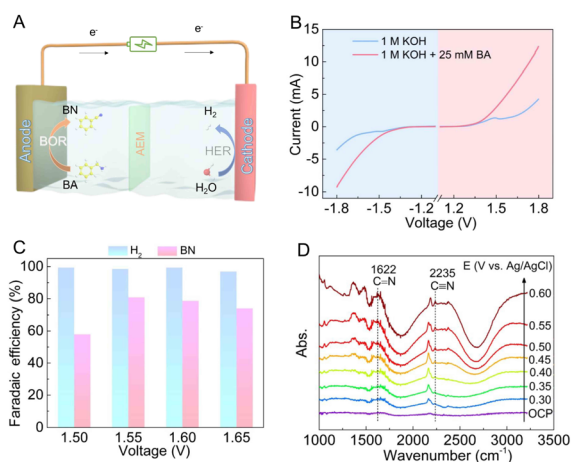 A
e-
e-
Anode
BN
BOR
BA
AEM
H2
HER
H2O
Cathode
B
1 M KOH
1 M KOH + 25 mM BA
Current (mA)
15
10
5
0
-5
-10
-1.8 -1.5 -1.2 1.2 1.5 1.8
Voltage (V)
C
H2 BN
Faradaic efficiency (%)
100
80
60
40
20
0
1.50 1.55 1.60 1.65
Voltage (V)
D
E (V vs. Ag/AgCl)
1622
C=N
2235
C≡N
Abs.
0.60
0.55
0.50
0.45
0.40
0.35
0.30
OCP
1000 1500 2000 2500 3000 3500
Wavenumber (cm-1)